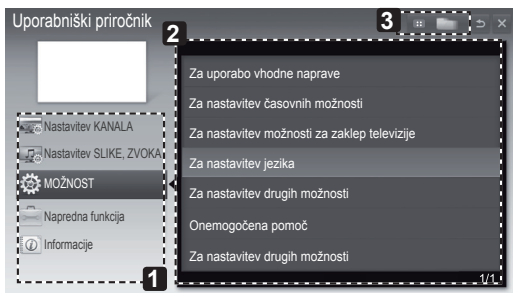 Uporabniški priročnik
3
2
Nastavitev KANALA
Nastavitev SLIKE, ZVOKA
MOŽNOST
Napredna funkcija
Informacije
1
Za uporabo vhodne naprave
Za nastavitev časovnih možnosti
Za nastavitev možnosti za zaklep televizije
Za nastavitev jezika
Za nastavitev drugih možnosti
Onemogočena pomoč
Za nastavitev drugih možnosti
1/1